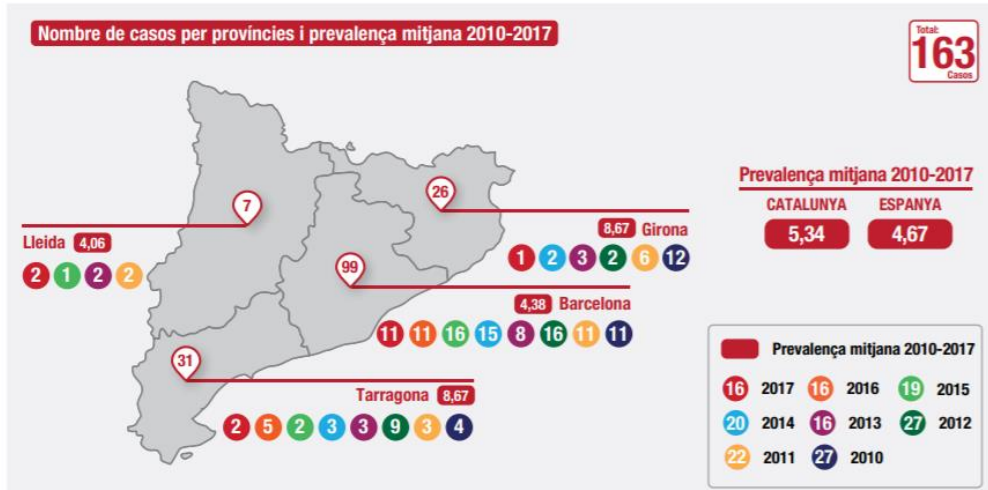 Nombre de casos per províncies i prevalença mitjana 2010-2017
Total:
163
Casos
Prevalença mitjana 2010-2017
CATALUNYA ESPANYA
5,34 4,67
7
Lleida 4,06
2 1 2 2
26
8,67 Girona
1 2 3 2 6 12
99
4,38 Barcelona
11 11 16 15 8 16 11 11
31
Tarragona 8,67
2 5 2 3 3 9 3 4
Prevalença mitjana 2010-2017
16 2017 16 2016 19 2015
20 2014 16 2013 27 2012
22 2011 27 2010